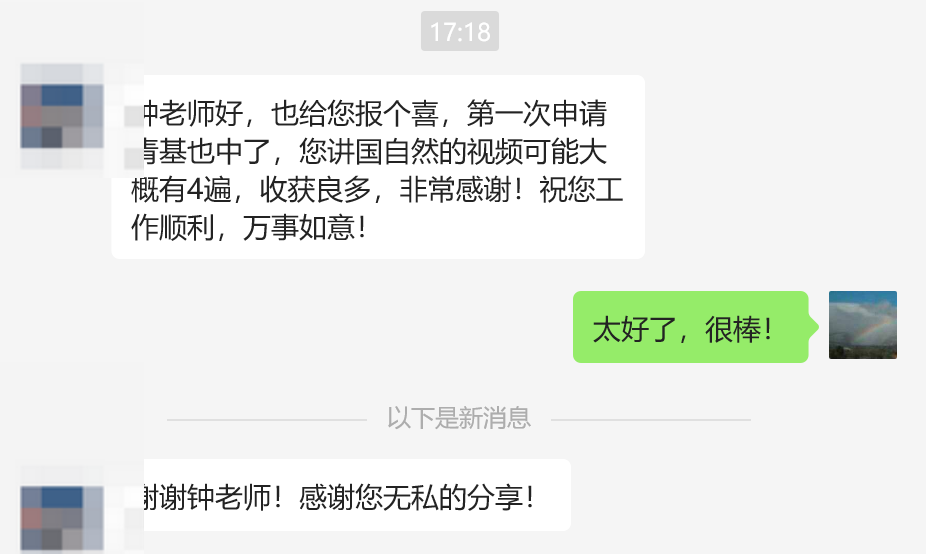 17:18
钟老师好，也给您报个喜，第一次申请
青基也中了，您讲国自然的视频可能大
概有4遍，收获良多，非常感谢！祝您工
作顺利，万事如意！
太好了，很棒！
以下是新消息
谢谢钟老师！感谢您无私的分享！